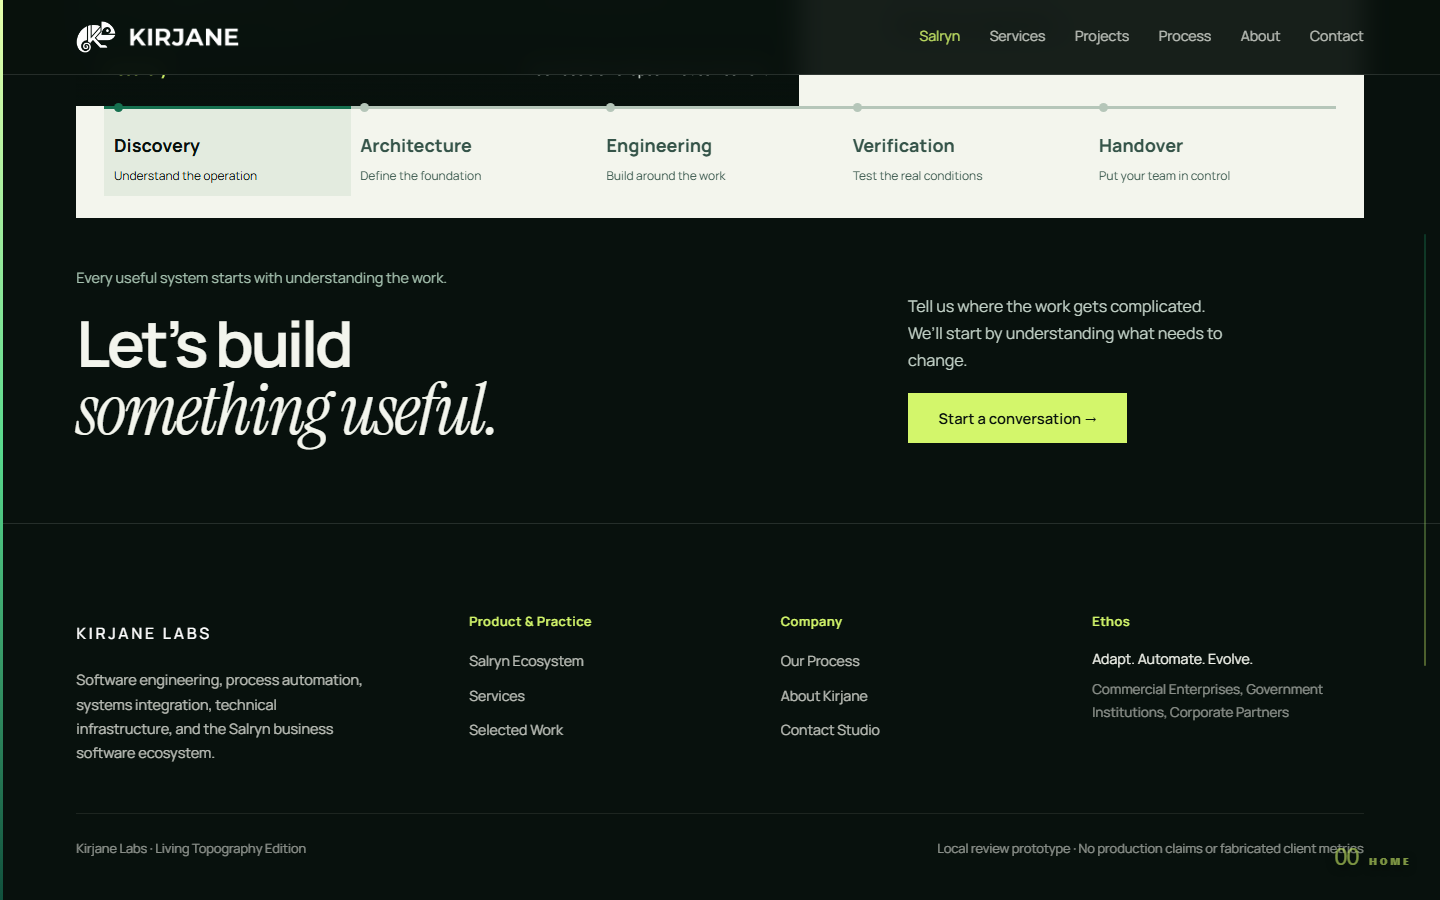 KIRJANE
Salryn Services Projects Process About Contact
Discovery Architecture Engineering Verification Handover
Understand the operation Define the foundation Build around the work Test the real conditions Put your team in control
Every useful system starts with understanding the work.
Let’s build
something useful.
Tell us where the work gets complicated.
We’ll start by understanding what needs to
change.
Start a conversation →
KIRJANE LABS
Software engineering, process automation,
systems integration, technical
infrastructure, and the Salryn business
software ecosystem.
Product & Practice
Salryn Ecosystem
Services
Selected Work
Company
Our Process
About Kirjane
Contact Studio
Ethos
Adapt. Automate. Evolve.
Commercial Enterprises, Government
Institutions, Corporate Partners
Kirjane Labs · Living Topography Edition
Local review prototype · No production claims or fabricated client metrics
00 HOME